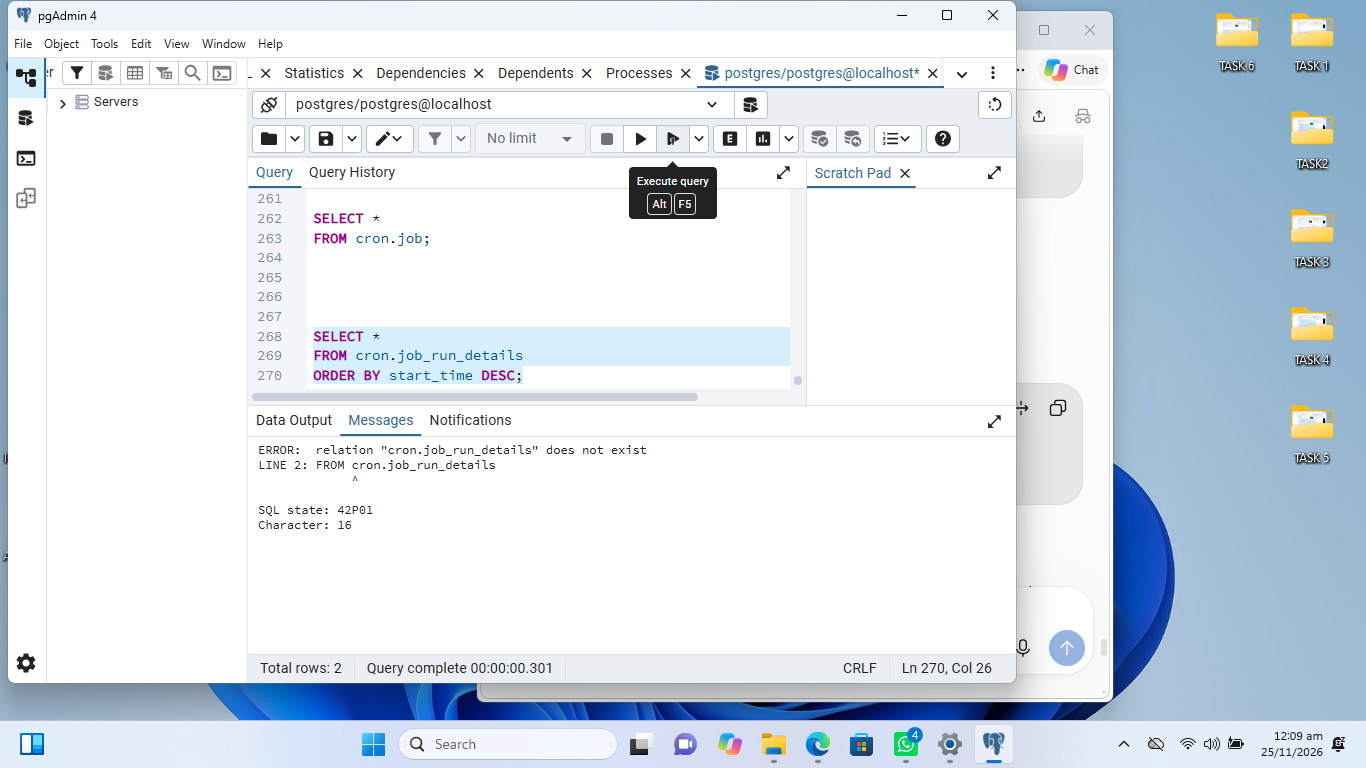 pgAdmin 4
File Object Tools Edit View Window Help
Statistics Dependencies Dependents Processes postgres/postgres@localhost*
Servers
postgres/postgres@localhost
No limit
Query Query History
Scratch Pad
Execute query
Alt F5
261
262 SELECT *
263 FROM cron.job;
264
265
266
267
268 SELECT *
269 FROM cron.job_run_details
270 ORDER BY start_time DESC;
Data Output Messages Notifications
ERROR:  relation "cron.job_run_details" does not exist
LINE 2: FROM cron.job_run_details
^
SQL state: 42P01
Character: 16
Total rows: 2 Query complete 00:00:00.301 CRLF Ln 270, Col 26
Chat
TASK 6 TASK 1
TASK2
TASK 3
TASK 4
TASK 5
Search
4
12:09 am
25/11/2026